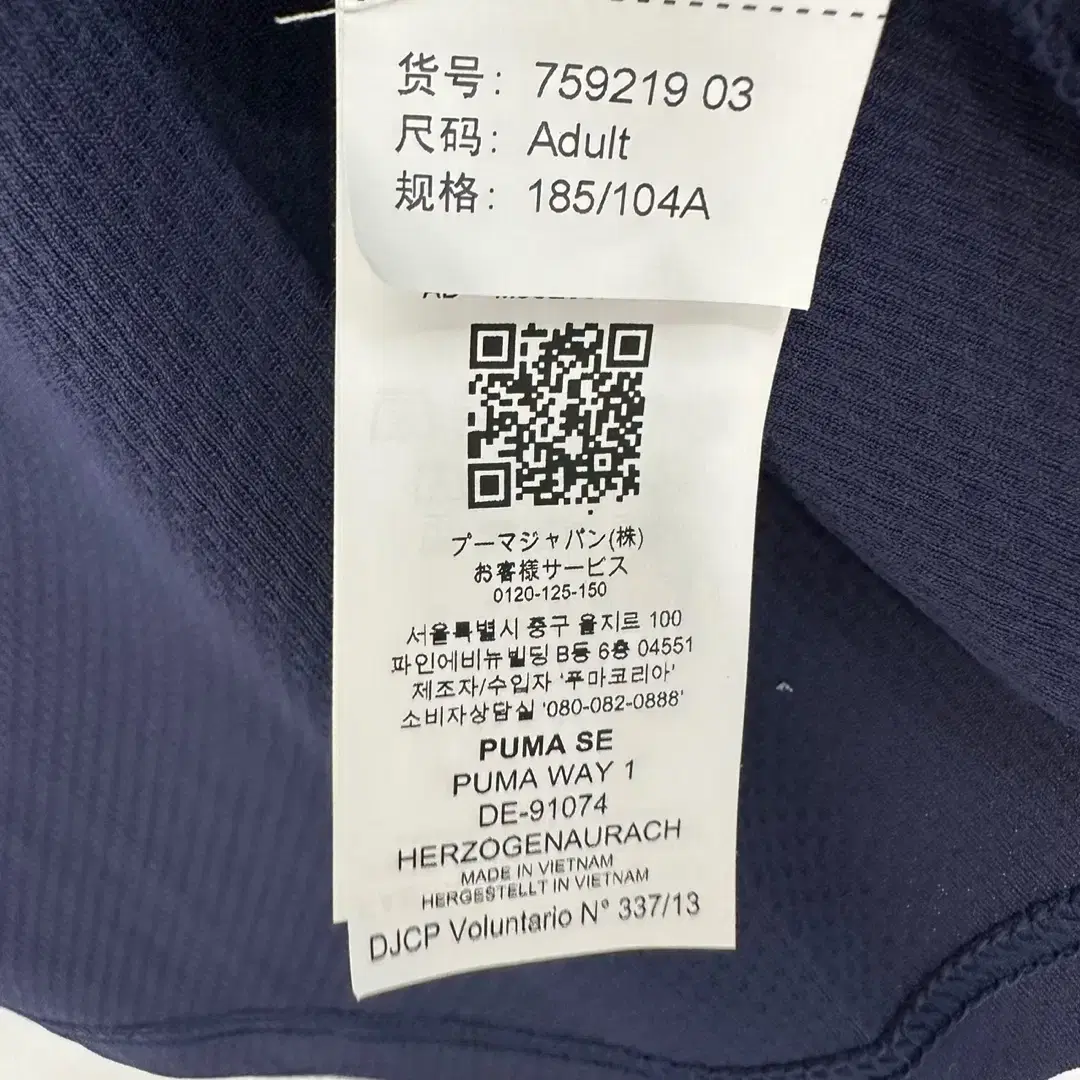 货号: 759219 03
尺码: Adult
规格: 185/104A
プーマジャパン(株)
お客様サービス
0120-125-150
서울특별시 중구 을지로 100
파인에비뉴빌딩 B동 6층 04551
제조자/수입자 '푸마코리아'
소비자상담실 '080-082-0888'
PUMA SE
PUMA WAY 1
DE-91074
HERZOGENAURACH
MADE IN VIETNAM
HERGESTELLT IN VIETNAM
DJCP Voluntario N° 337/13